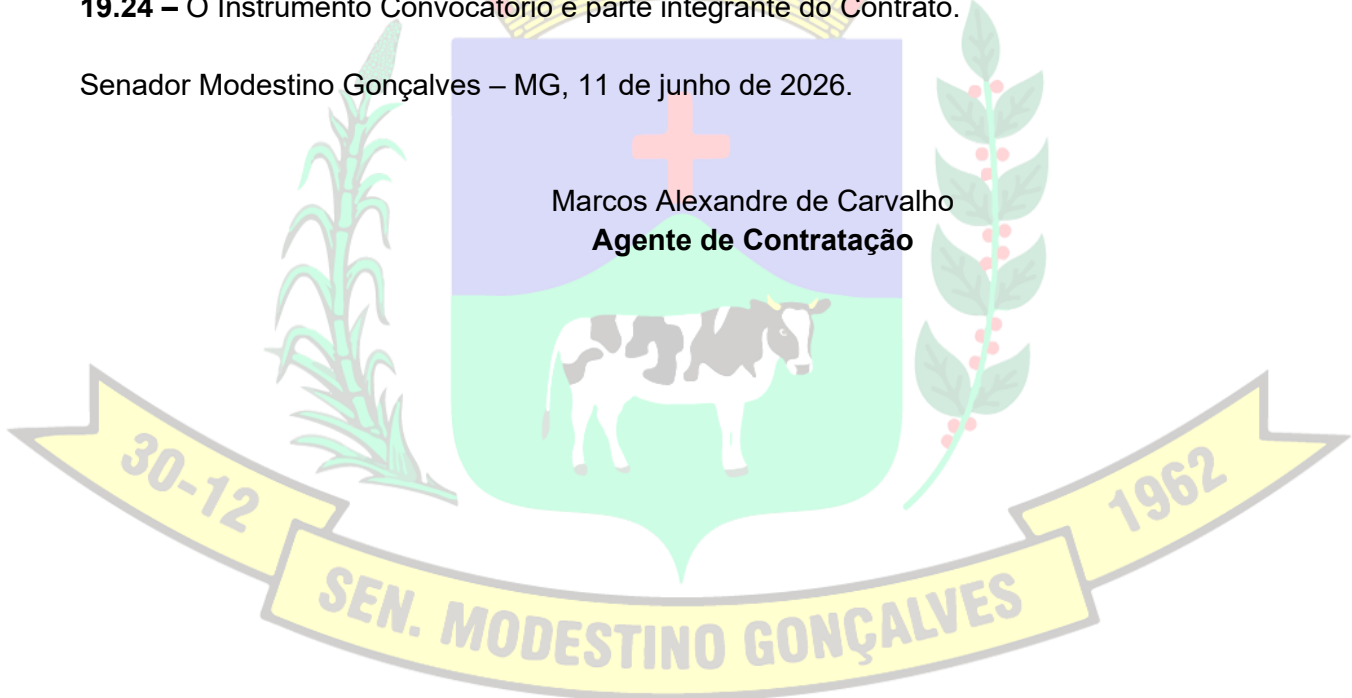 19.24 – O Instrumento Convocatório é parte integrante do Contrato.
Senador Modestino Gonçalves – MG, 11 de junho de 2026.
Marcos Alexandre de Carvalho
Agente de Contratação
30-12
1962
SEN. MODESTINO GONÇALVES